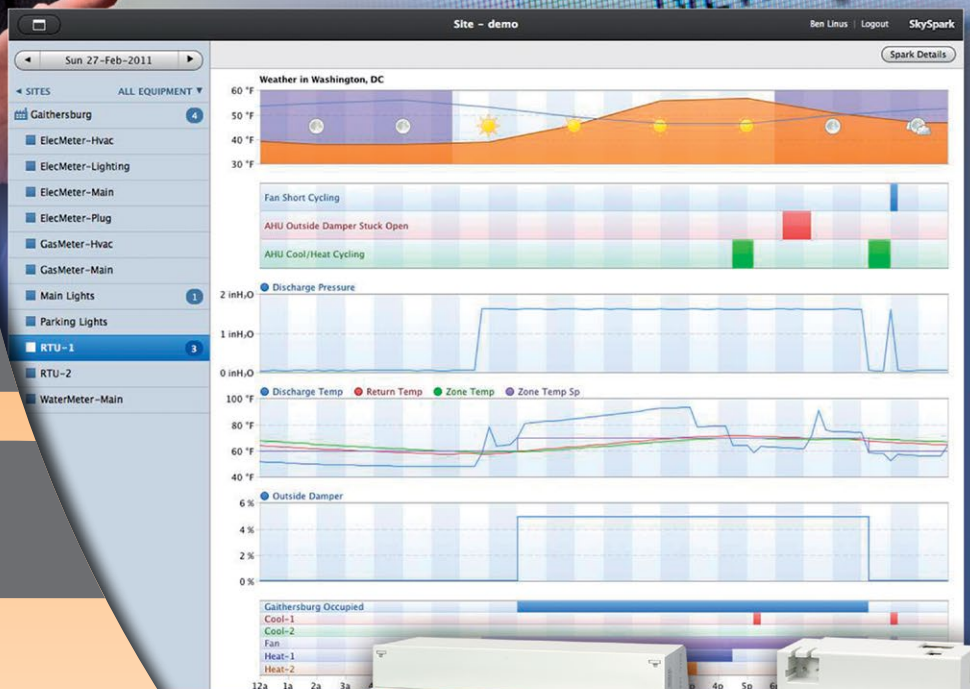 Site – demo
Ben Linus | Logout SkySpark
Sun 27-Feb-2011
Spark Details
SITES ALL EQUIPMENT
Gaithersburg 4
ElecMeter-Hvac
ElecMeter-Lighting
ElecMeter-Main
ElecMeter-Plug
GasMeter-Hvac
GasMeter-Main
Main Lights 1
Parking Lights
RTU-1 3
RTU-2
WaterMeter-Main
Weather in Washington, DC
60 °F
50 °F
40 °F
30 °F
Fan Short Cycling
AHU Outside Damper Stuck Open
AHU Cool/Heat Cycling
Discharge Pressure
2 inH₂O
1 inH₂O
0 inH₂O
Discharge Temp Return Temp Zone Temp Zone Temp Sp
100 °F
80 °F
60 °F
40 °F
Outside Damper
6 %
4 %
2 %
0 %
Gaithersburg Occupied
Cool-1
Cool-2
Fan
Heat-1
Heat-2
12a 1a 2a 3a 4p 5p